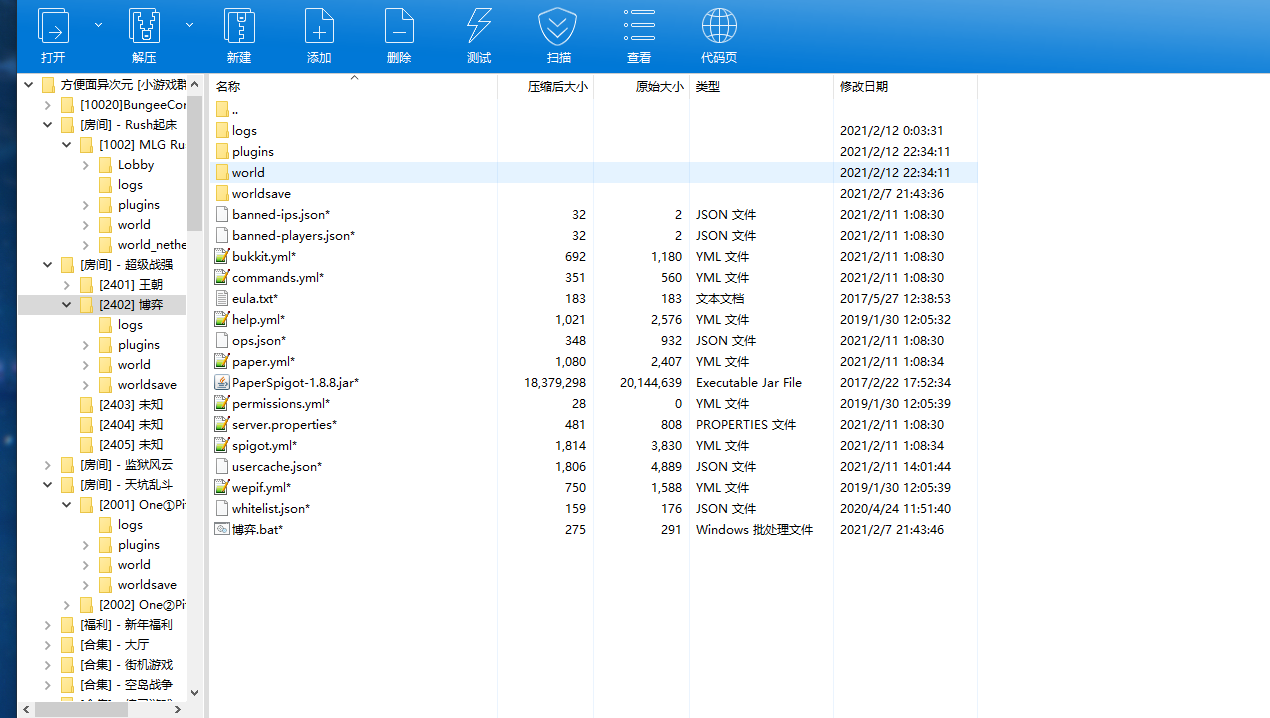 打开 解压 新建 添加 删除 测试 扫描 查看 代码页
方便面异次元 [小游戏群
[10020]BungeeCor
[房间] - Rush起床
[1002] MLG Ru
Lobby
logs
plugins
world
world_nethe
[房间] - 超级战强
[2401] 王朝
[2402] 博弈
logs
plugins
world
worldsave
[2403] 未知
[2404] 未知
[2405] 未知
[房间] - 监狱风云
[房间] - 天坑乱斗
[2001] One①Pi
logs
plugins
world
worldsave
[2002] One②Pi
[福利] - 新年福利
[合集] - 大厅
[合集] - 街机游戏
[合集] - 空岛战争
名称 压缩后大小 原始大小 类型 修改日期
..
logs 2021/2/12 0:03:31
plugins 2021/2/12 22:34:11
world 2021/2/12 22:34:11
worldsave 2021/2/7 21:43:36
banned-ips.json* 32 2 JSON 文件 2021/2/11 1:08:30
banned-players.json* 32 2 JSON 文件 2021/2/11 1:08:30
bukkit.yml* 692 1,180 YML 文件 2021/2/11 1:08:30
commands.yml* 351 560 YML 文件 2021/2/11 1:08:30
eula.txt* 183 183 文本文档 2017/5/27 12:38:53
help.yml* 1,021 2,576 YML 文件 2019/1/30 12:05:32
ops.json* 348 932 JSON 文件 2021/2/11 1:08:30
paper.yml* 1,080 2,407 YML 文件 2021/2/11 1:08:34
PaperSpigot-1.8.8.jar* 18,379,298 20,144,639 Executable Jar File 2017/2/22 17:52:34
permissions.yml* 28 0 YML 文件 2019/1/30 12:05:39
server.properties* 481 808 PROPERTIES 文件 2021/2/11 1:08:30
spigot.yml* 1,814 3,830 YML 文件 2021/2/11 1:08:34
usercache.json* 1,806 4,889 JSON 文件 2021/2/11 14:01:44
wepif.yml* 750 1,588 YML 文件 2019/1/30 12:05:39
whitelist.json* 159 176 JSON 文件 2020/4/24 11:51:40
博弈.bat* 275 291 Windows 批处理文件 2021/2/7 21:43:46